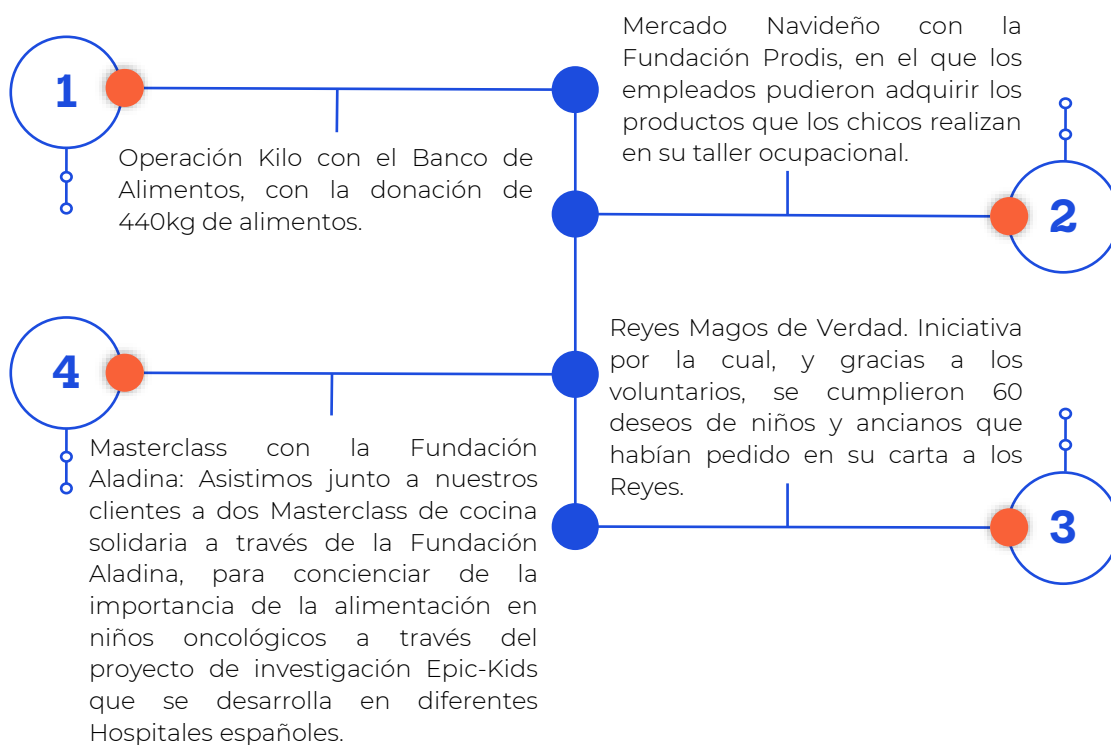 1
Operación Kilo con el Banco de
Alimentos, con la donación de
440kg de alimentos.
Mercado Navideño con la
Fundación Prodis, en el que los
empleados pudieron adquirir los
productos que los chicos realizan
en su taller ocupacional.
2
Reyes Magos de Verdad. Iniciativa
por la cual, y gracias a los
voluntarios, se cumplieron 60
deseos de niños y ancianos que
habían pedido en su carta a los
Reyes.
3
4
Masterclass con la Fundación
Aladina: Asistimos junto a nuestros
clientes a dos Masterclass de cocina
solidaria a través de la Fundación
Aladina, para concienciar de la
importancia de la alimentación en
niños oncológicos a través del
proyecto de investigación Epic-Kids
que se desarrolla en diferentes
Hospitales españoles.